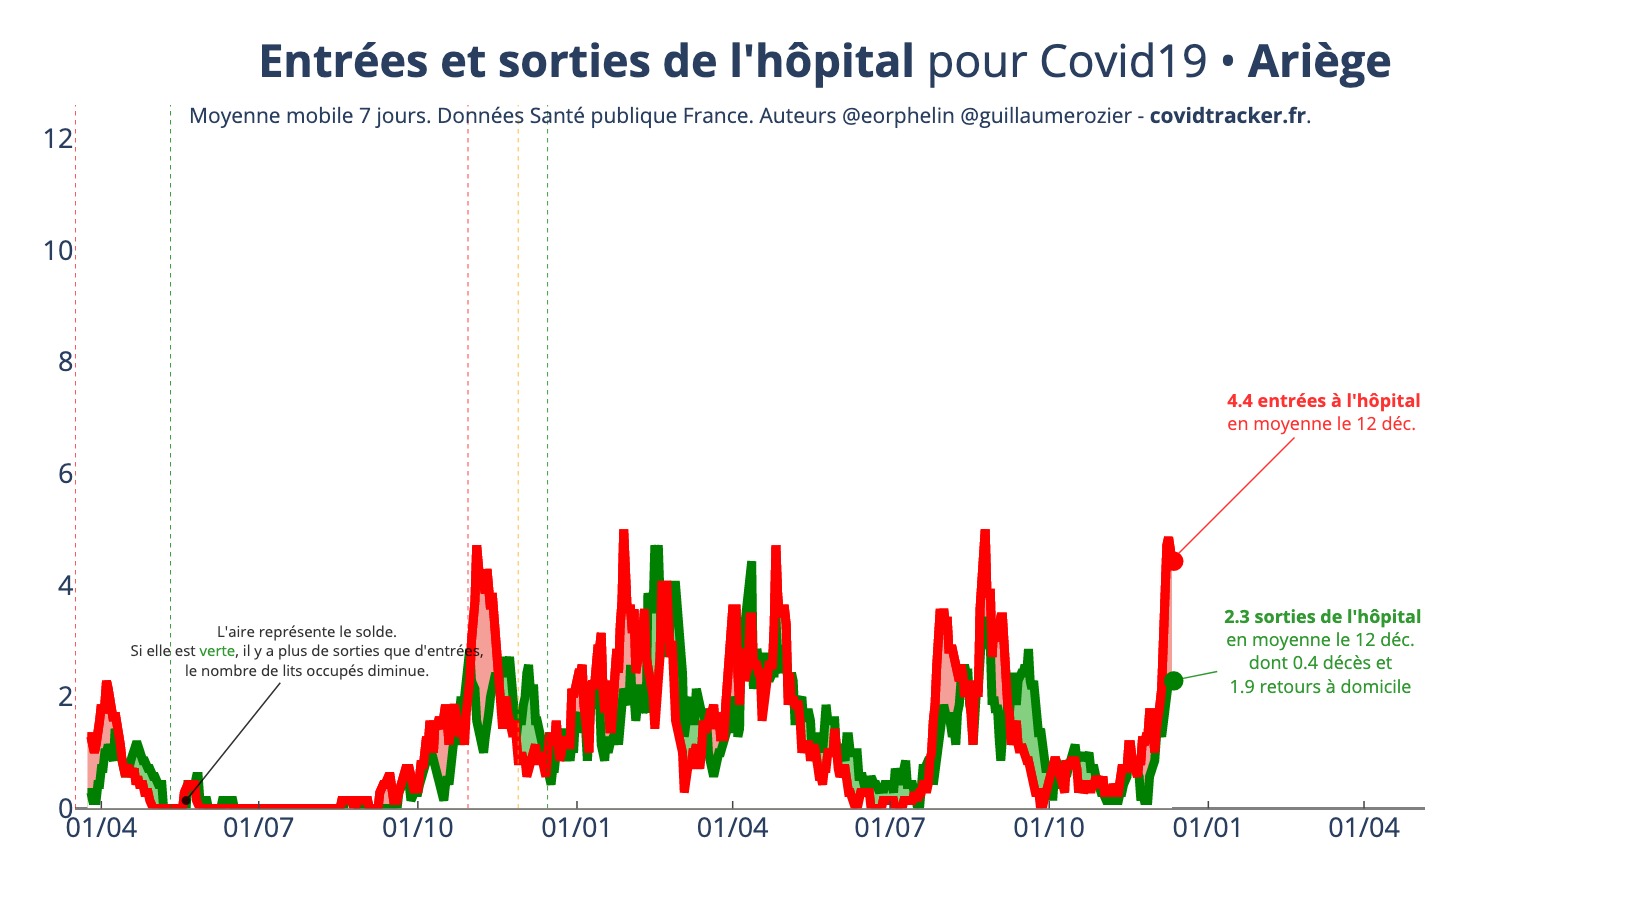 Entrées et sorties de l'hôpital pour Covid19 • Ariège
Moyenne mobile 7 jours. Données Santé publique France. Auteurs @eorphelin @guillaumerozier - covidtracker.fr.
12
10
8
6
4
2
0
4.4 entrées à l'hôpital
en moyenne le 12 déc.
2.3 sorties de l'hôpital
en moyenne le 12 déc.
dont 0.4 décès et
1.9 retours à domicile
L'aire représente le solde.
Si elle est verte, il y a plus de sorties que d'entrées,
le nombre de lits occupés diminue.
01/04 01/07 01/10 01/01 01/04 01/07 01/10 01/01 01/04